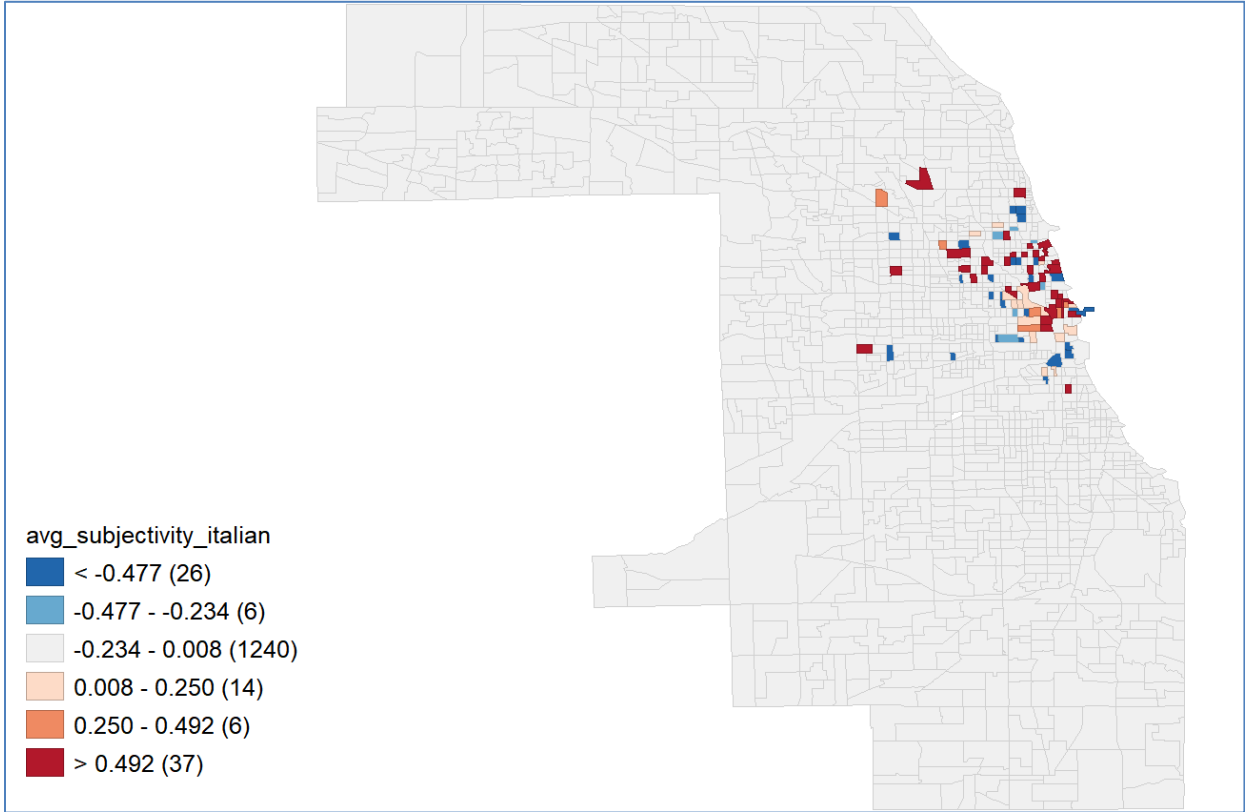 avg_subjectivity_italian
< -0.477 (26)
-0.477 - -0.234 (6)
-0.234 - 0.008 (1240)
0.008 - 0.250 (14)
0.250 - 0.492 (6)
> 0.492 (37)